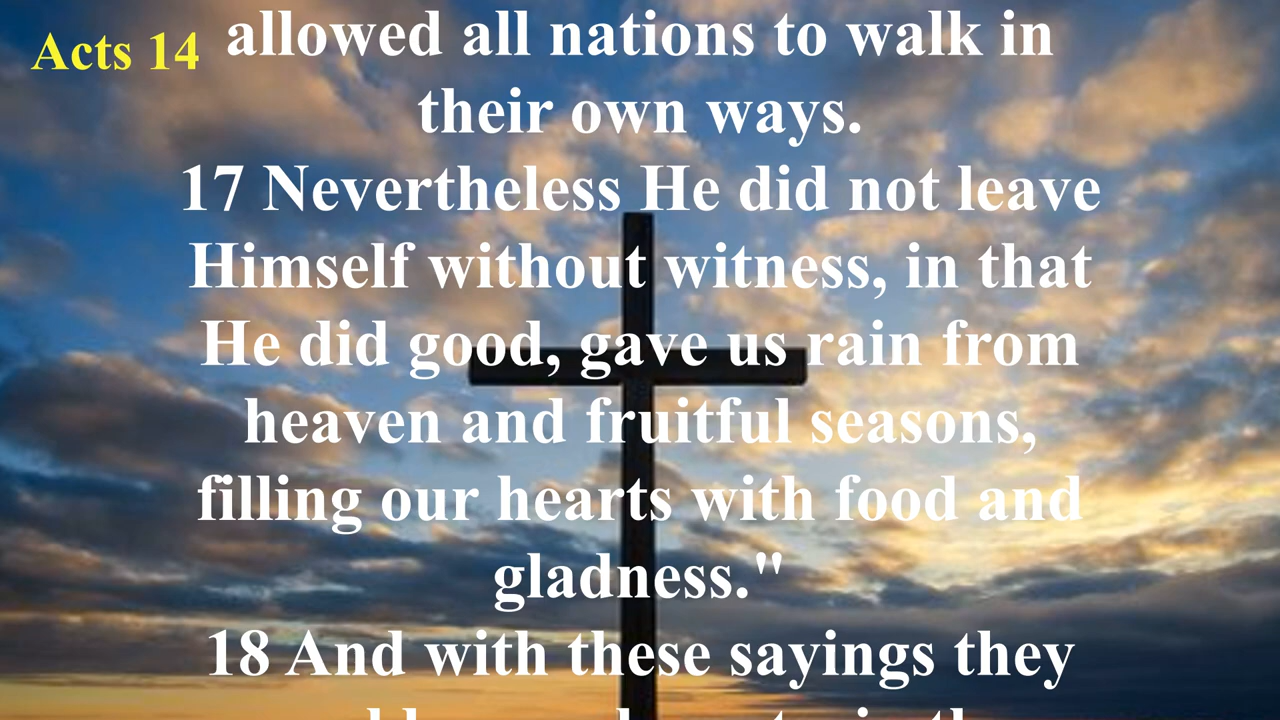 Acts 14
allowed all nations to walk in
their own ways.
17 Nevertheless He did not leave
Himself without witness, in that
He did good, gave us rain from
heaven and fruitful seasons,
filling our hearts with food and
gladness."
18 And with these sayings they